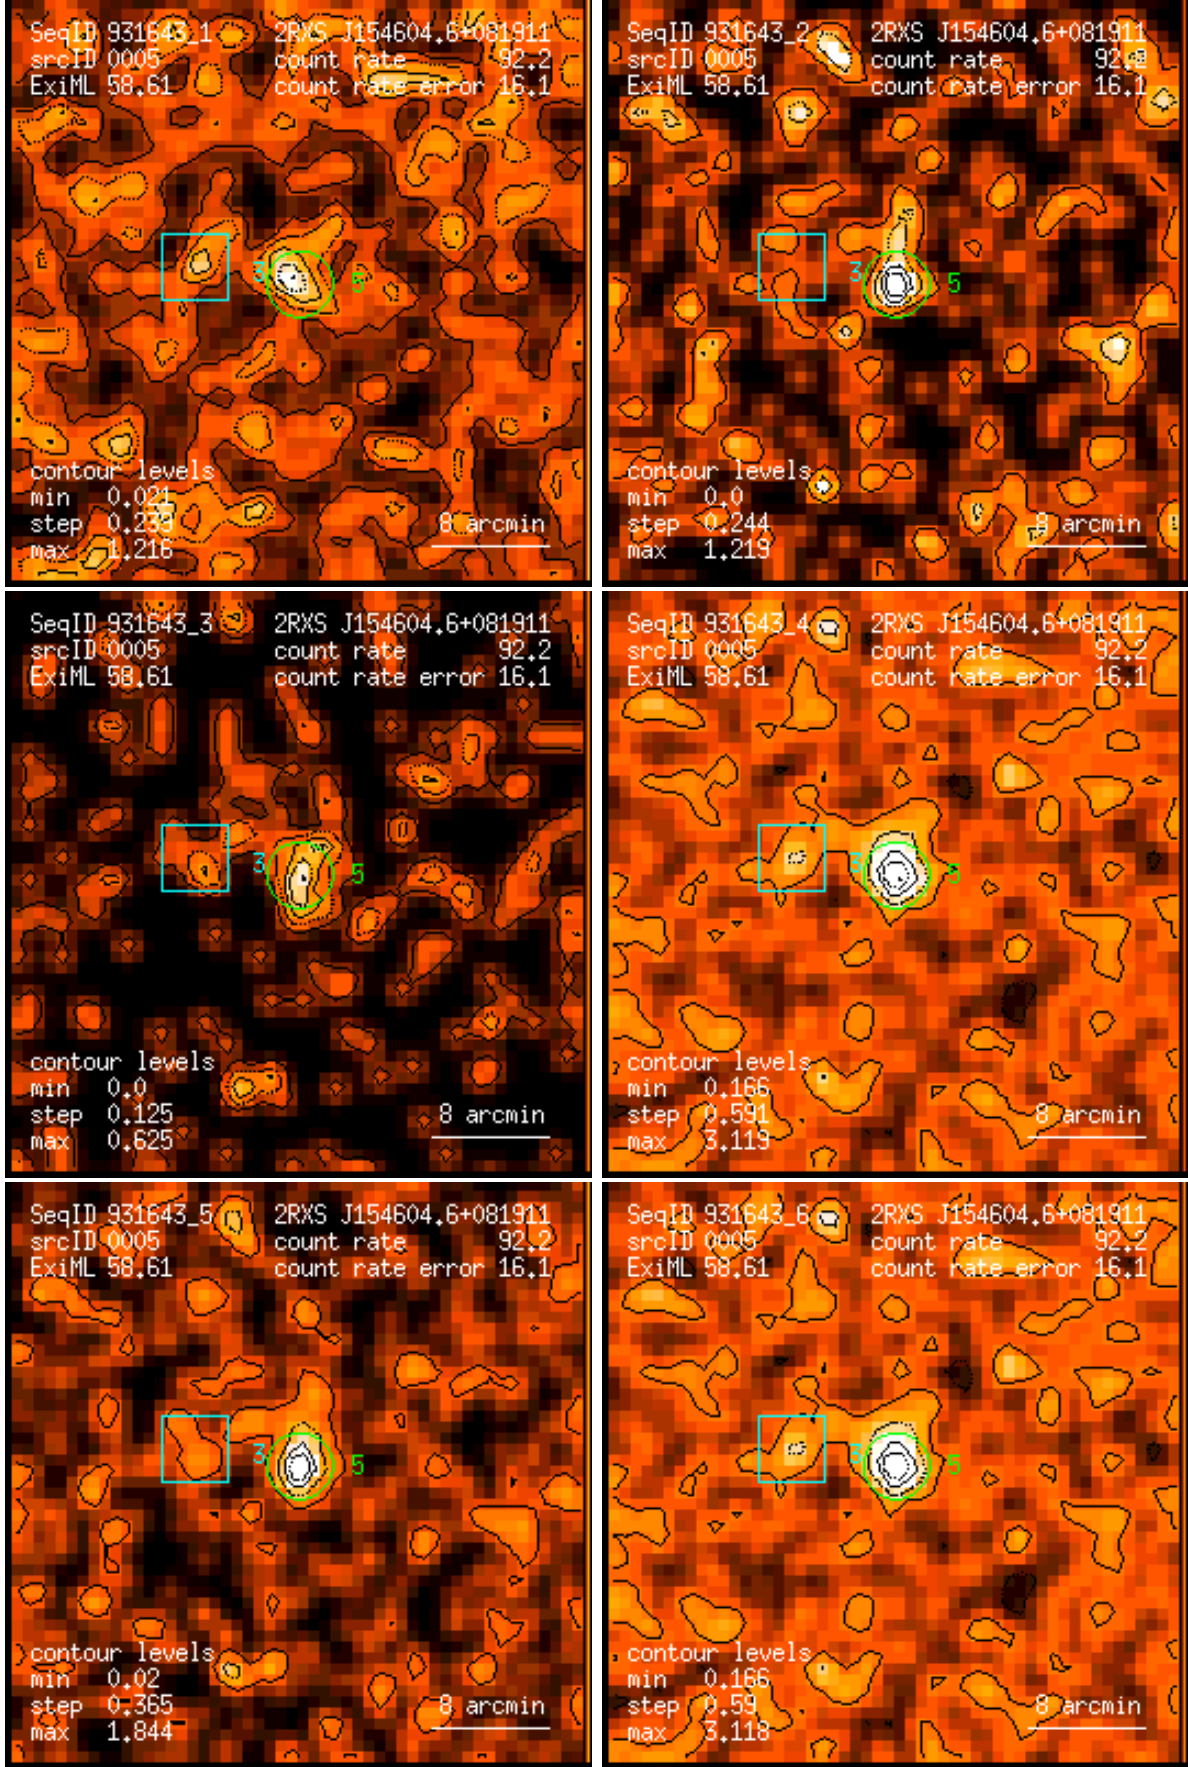 SeqID 931643_1 2RXS J154604.6+081911
srcID 0005 count rate 92.2
ExiML 58.61 count rate error 16.1
3 5
contour levels
min 0.021
step 0.239
max 1.216
8 arcmin
SeqID 931643_2 2RXS J154604.6+081911
srcID 0005 count rate 92.2
ExiML 58.61 count rate error 16.1
3 5
contour levels
min 0.0
step 0.244
max 1.219
8 arcmin
SeqID 931643_3 2RXS J154604.6+081911
srcID 0005 count rate 92.2
ExiML 58.61 count rate error 16.1
3 5
contour levels
min 0.0
step 0.125
max 0.625
8 arcmin
SeqID 931643_4 2RXS J154604.6+081911
srcID 0005 count rate 92.2
ExiML 58.61 count rate error 16.1
3 5
contour levels
min 0.166
step 0.591
max 3.119
8 arcmin
SeqID 931643_5 2RXS J154604.6+081911
srcID 0005 count rate 92.2
ExiML 58.61 count rate error 16.1
3 5
contour levels
min 0.02
step 0.365
max 1.844
8 arcmin
SeqID 931643_6 2RXS J154604.6+081911
srcID 0005 count rate 92.2
ExiML 58.61 count rate error 16.1
3 5
contour levels
min 0.166
step 0.59
max 3.118
8 arcmin